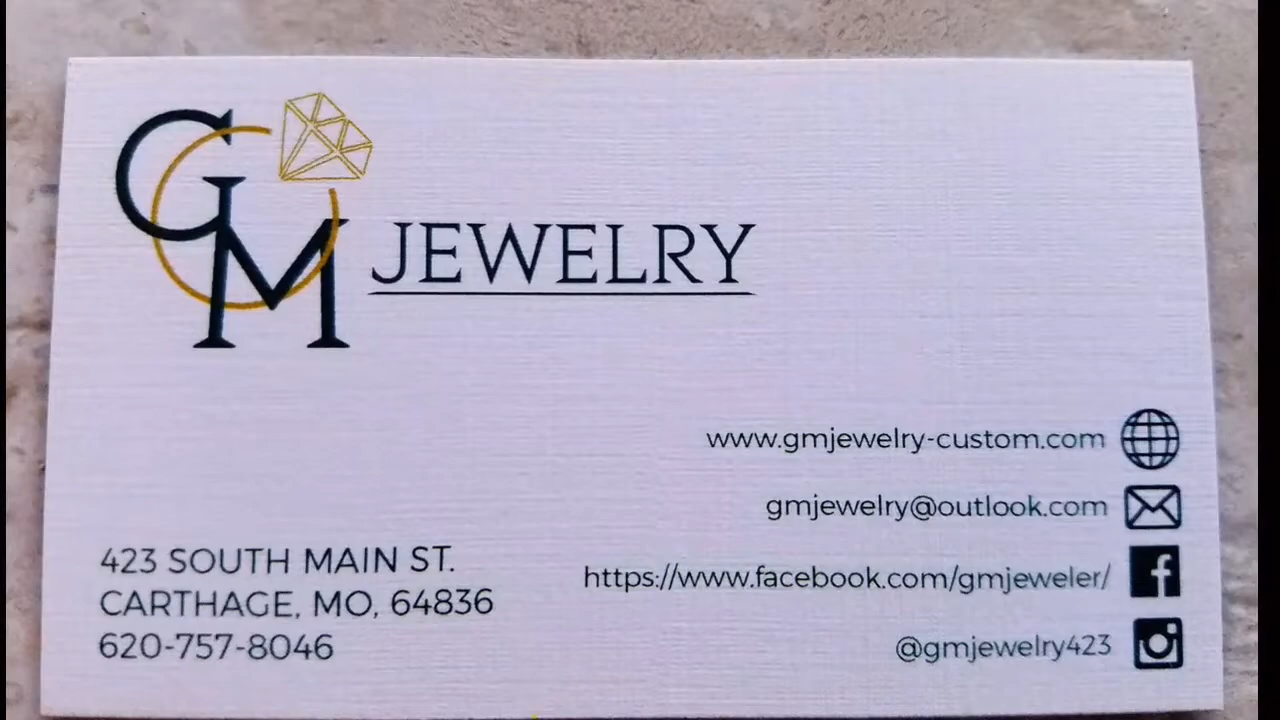 GM JEWELRY
www.gmjewelry-custom.com
gmjewelry@outlook.com
https://www.facebook.com/gmjeweler/
@gmjewelry423
423 SOUTH MAIN ST.
CARTHAGE, MO, 64836
620-757-8046